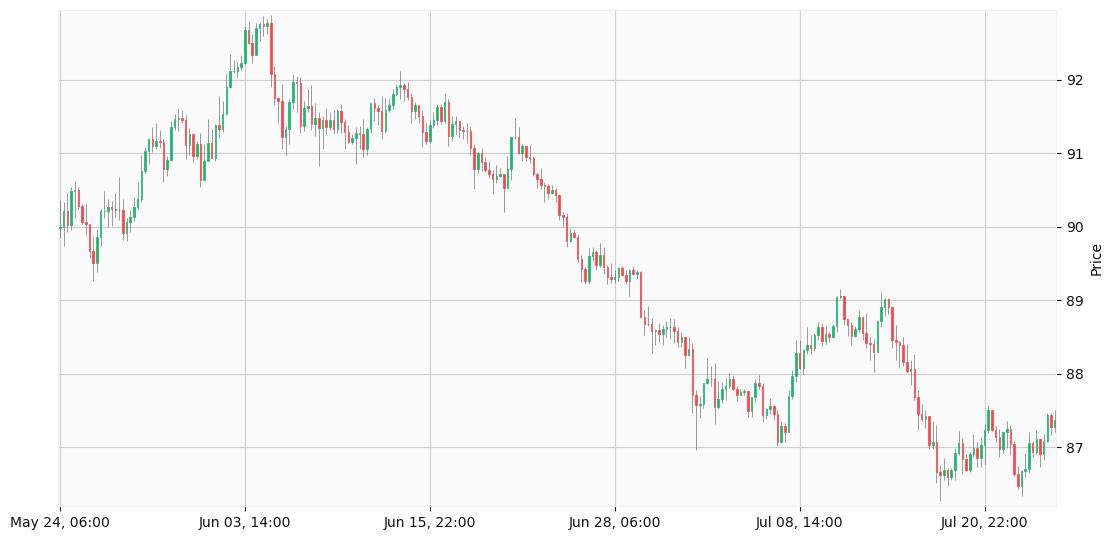 92
91
90
89
88
87
Price
May 24, 06:00
Jun 03, 14:00
Jun 15, 22:00
Jun 28, 06:00
Jul 08, 14:00
Jul 20, 22:00